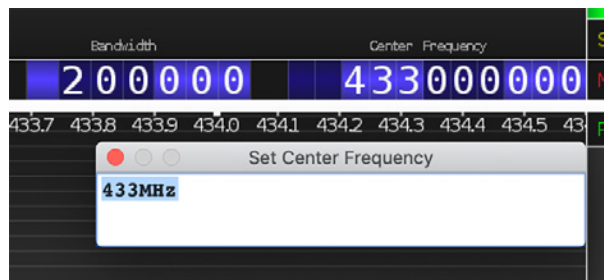 Bandwidth Center Frequency
200000 433000000
433.7 433.8 433.9 434.0 434.1 434.2 434.3 434.4 434.5 43
Set Center Frequency
433MHz